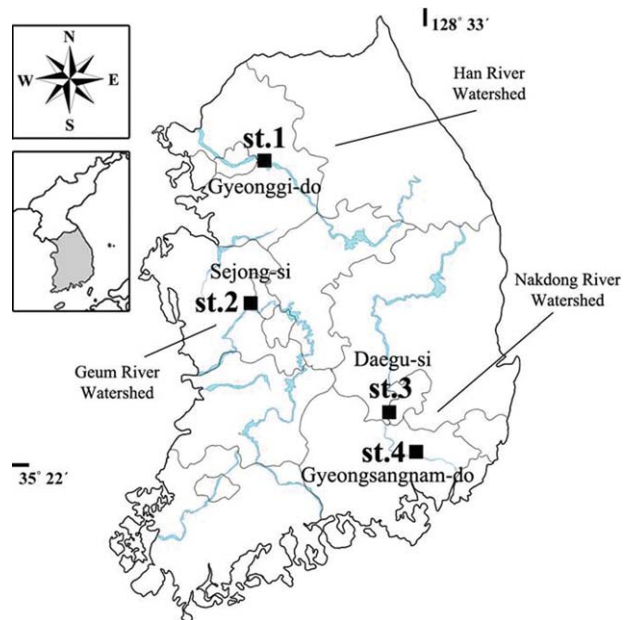 N
W E
S
128° 33′
Han River
Watershed
st.1
Gyeonggi-do
Sejong-si
st.2
Nakdong River
Watershed
Geum River
Watershed
Daegu-si
st.3
st.4
35° 22′
Gyeongsangnam-do